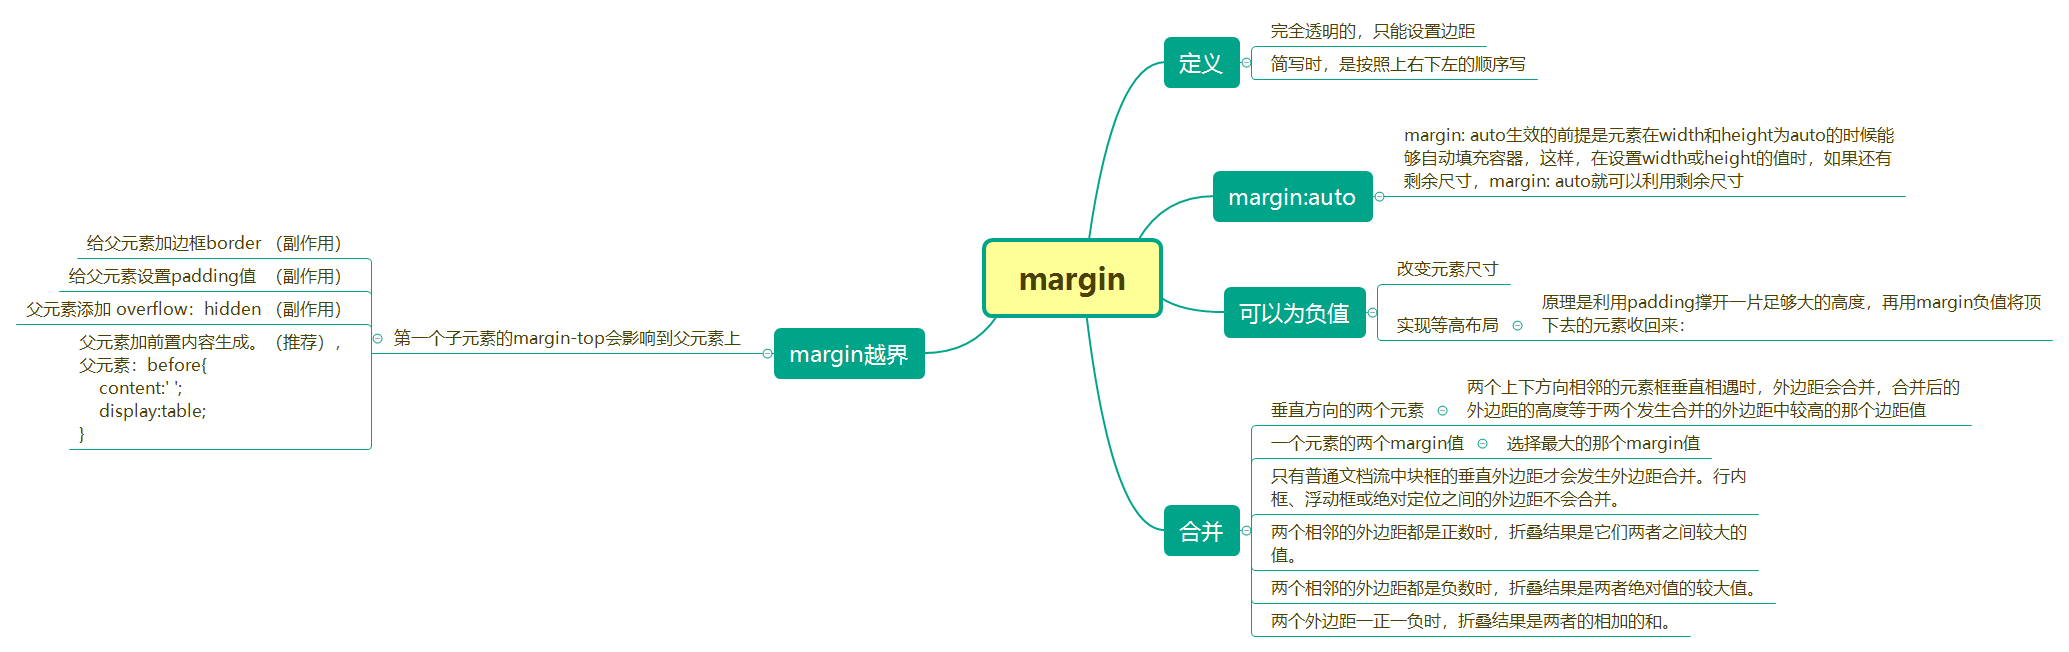 margin
定义
完全透明的，只能设置边距
简写时，是按照上右下左的顺序写
margin:auto
margin: auto生效的前提是元素在width和height为auto的时候能
够自动填充容器，这样，在设置width或height的值时，如果还有
剩余尺寸，margin: auto就可以利用剩余尺寸
可以为负值
改变元素尺寸
实现等高布局
原理是利用padding撑开一片足够大的高度，再用margin负值将顶
下去的元素收回来：
合并
垂直方向的两个元素
两个上下方向相邻的元素框垂直相遇时，外边距会合并，合并后的
外边距的高度等于两个发生合并的外边距中较高的那个边距值
一个元素的两个margin值
选择最大的那个margin值
只有普通文档流中块框的垂直外边距才会发生外边距合并。行内
框、浮动框或绝对定位之间的外边距不会合并。
两个相邻的外边距都是正数时，折叠结果是它们两者之间较大的
值。
两个相邻的外边距都是负数时，折叠结果是两者绝对值的较大值。
两个外边距一正一负时，折叠结果是两者的相加的和。
margin越界
第一个子元素的margin-top会影响到父元素上
给父元素加边框border （副作用）
给父元素设置padding值 （副作用）
父元素添加 overflow：hidden （副作用）
父元素加前置内容生成。（推荐），
父元素：before{
content:' ';
display:table;
}